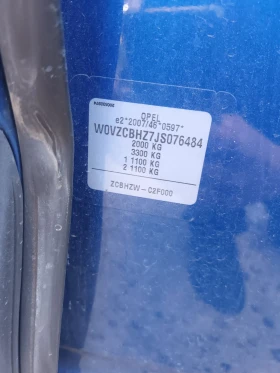 OPEL
e2*2007/46*0597*
W0VZCBHZ7JS076484
2000 KG
3300 KG
1 1100 KG
2 1100 KG
ZCBHZW - C2F000